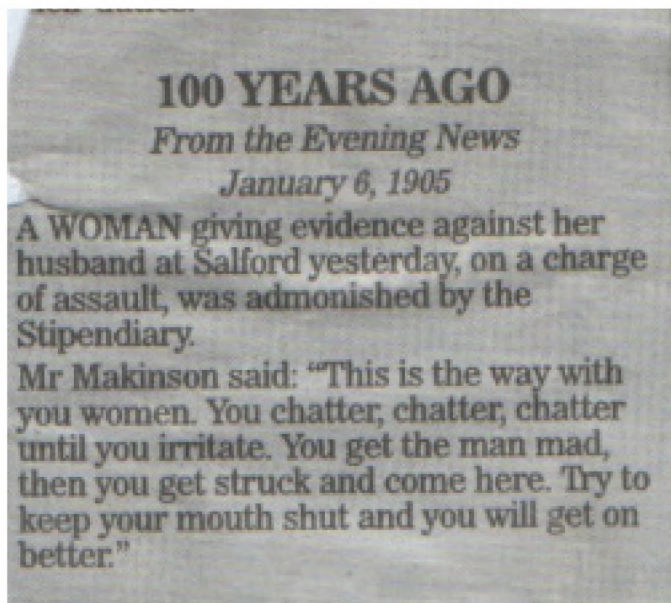 100 YEARS AGO
From the Evening News
January 6, 1905
A WOMAN giving evidence against her
husband at Salford yesterday, on a charge
of assault, was admonished by the
Stipendiary.
Mr Makinson said: “This is the way with
you women. You chatter, chatter, chatter
until you irritate. You get the man mad,
then you get struck and come here. Try to
keep your mouth shut and you will get on
better.”